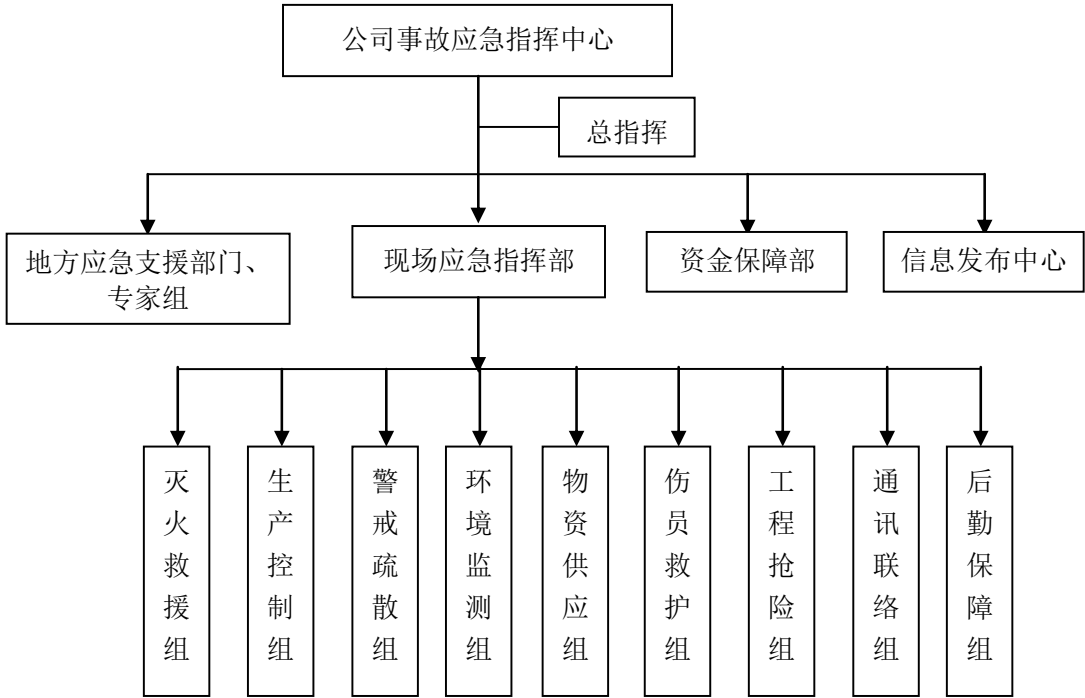 公司事故应急指挥中心
总指挥
地方应急支援部门、
专家组
现场应急指挥部
资金保障部
信息发布中心
灭火救援组
生产控制组
警戒疏散组
环境监测组
物资供应组
伤员救护组
工程抢险组
通讯联络组
后勤保障组